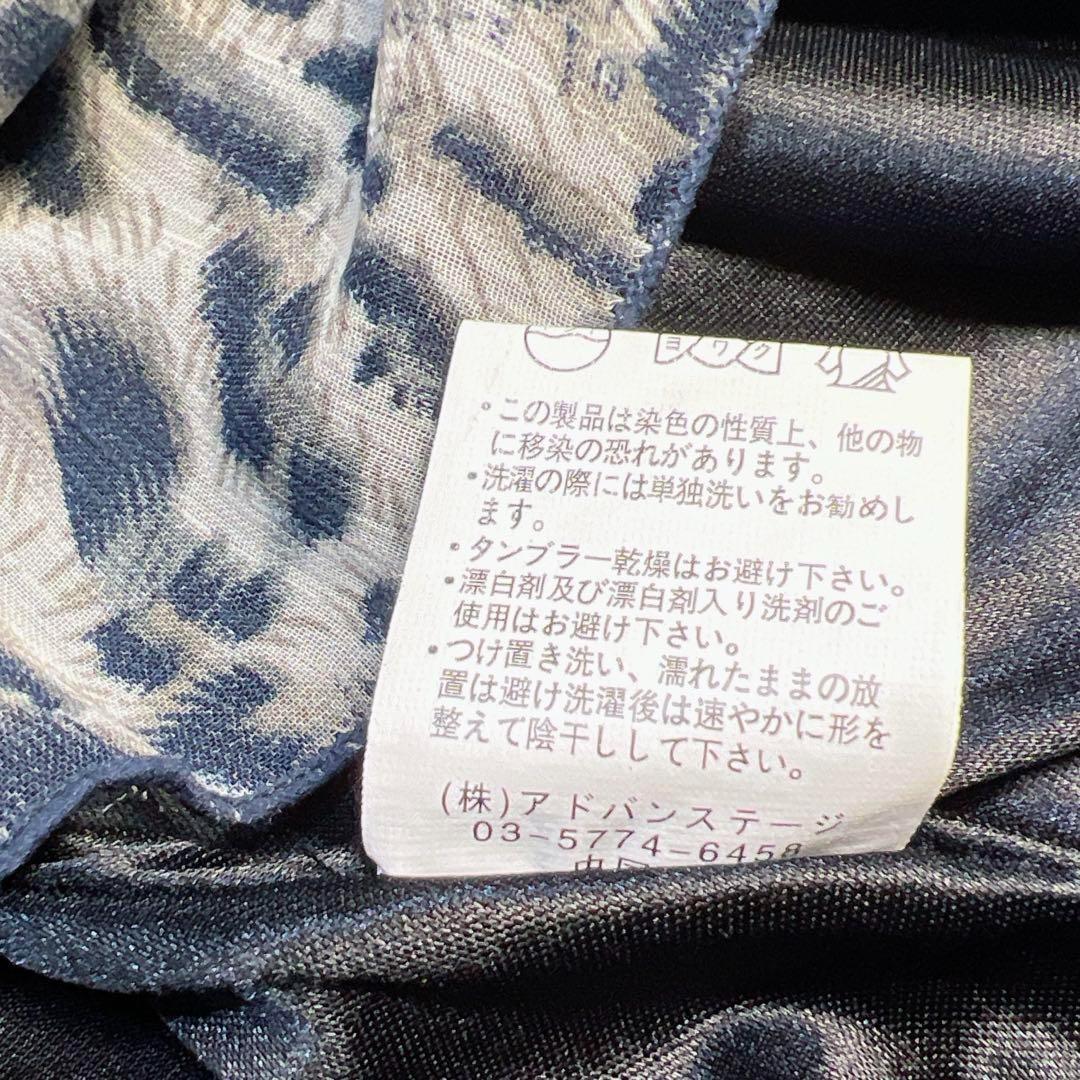 ヨワク
・この製品は染色の性質上、他の物
に移染の恐れがあります。
・洗濯の際には単独洗いをお勧めし
ます。
・タンブラー乾燥はお避け下さい。
・漂白剤及び漂白剤入り洗剤のご
使用はお避け下さい。
・つけ置き洗い、濡れたままの放
置は避け洗濯後は速やかに形を
整えて陰干しして下さい。
(株)アドバンステージ
03-5774-6458